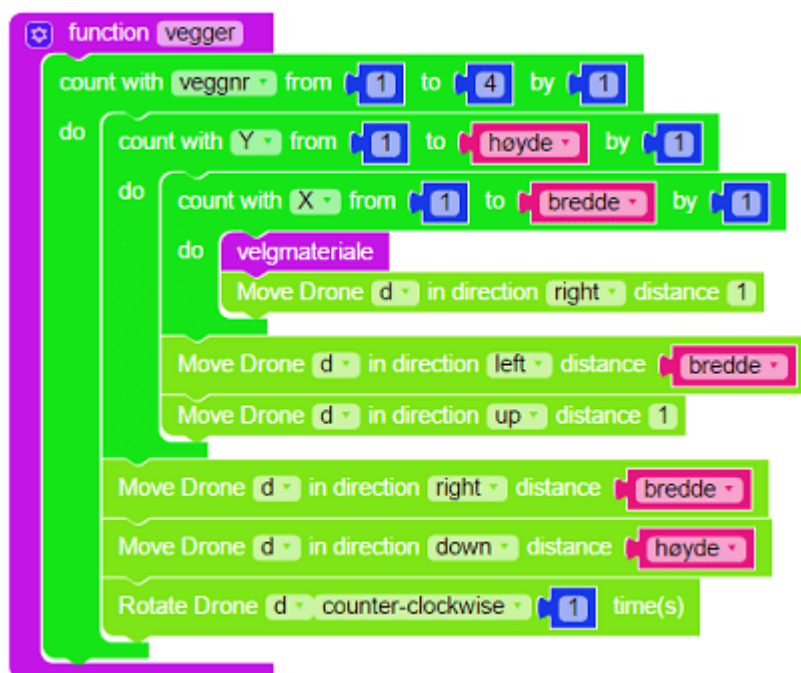 function vegger
count with veggnr from 1 to 4 by 1
do count with Y from 1 to høyde by 1
do count with X from 1 to bredde by 1
do velgmateriale
Move Drone d in direction right distance 1
Move Drone d in direction left distance bredde
Move Drone d in direction up distance 1
Move Drone d in direction right distance bredde
Move Drone d in direction down distance høyde
Rotate Drone d counter-clockwise 1 time(s)